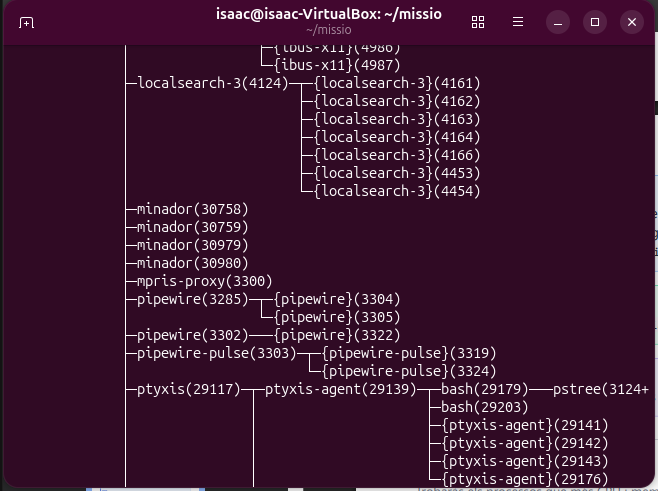 isaac@isaac-VirtualBox: ~/missio
~/missio
{ibus-x11}(4986)
{ibus-x11}(4987)
localsearch-3(4124)─┬─{localsearch-3}(4161)
├─{localsearch-3}(4162)
├─{localsearch-3}(4163)
├─{localsearch-3}(4164)
├─{localsearch-3}(4166)
├─{localsearch-3}(4453)
└─{localsearch-3}(4454)
├─minador(30758)
├─minador(30759)
├─minador(30979)
├─minador(30980)
├─mpris-proxy(3300)
├─pipewire(3285)─┬─{pipewire}(3304)
└─{pipewire}(3305)
├─pipewire(3302)───{pipewire}(3322)
├─pipewire-pulse(3303)─┬─{pipewire-pulse}(3319)
└─{pipewire-pulse}(3324)
├─ptyxis(29117)─┬─ptyxis-agent(29139)─┬─bash(29179)───pstree(3124+
├─bash(29203)
├─{ptyxis-agent}(29141)
├─{ptyxis-agent}(29142)
├─{ptyxis-agent}(29143)
└─{ptyxis-agent}(29176)